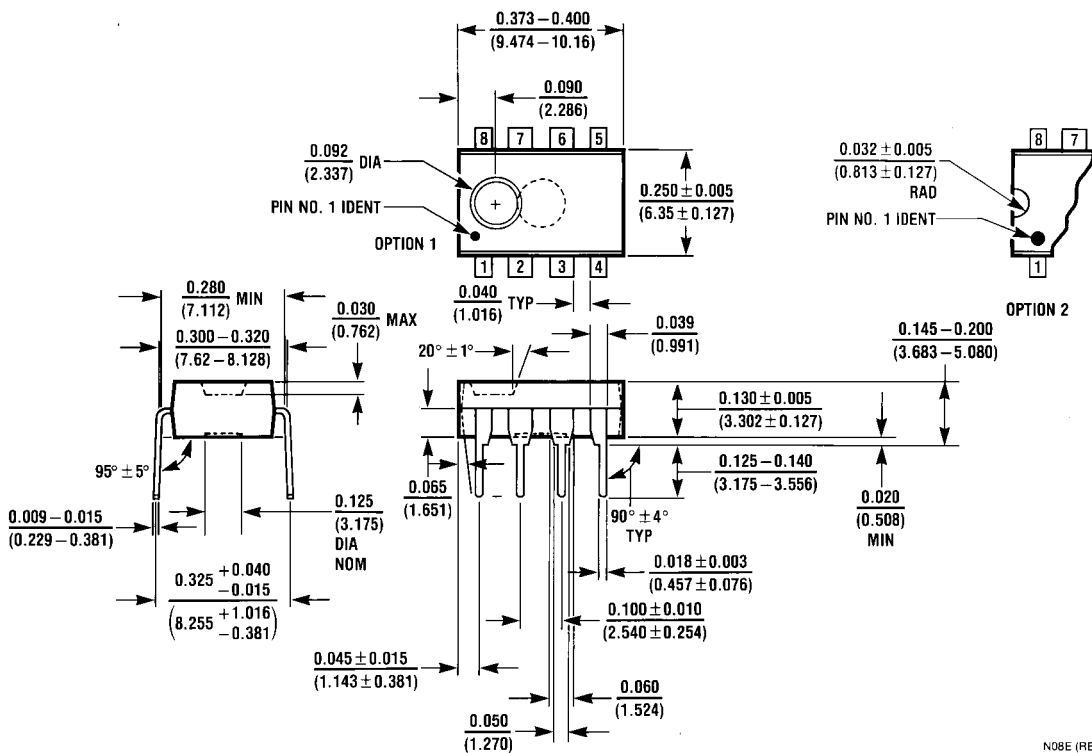 0.373 – 0.400
(9.474 – 10.16)
0.090
(2.286)
8 7 6 5
0.092 DIA
(2.337)
PIN NO. 1 IDENT
OPTION 1
1 2 3 4
0.250 ± 0.005
(6.35 ± 0.127)
8 7
0.032 ± 0.005
(0.813 ± 0.127)
RAD
PIN NO. 1 IDENT
1
OPTION 2
0.280 MIN
(7.112)
0.300 – 0.320
(7.62 – 8.128)
0.030 MAX
(0.762)
0.040 TYP
(1.016)
0.039
(0.991)
20° ± 1°
0.145 – 0.200
(3.683 – 5.080)
0.130 ± 0.005
(3.302 ± 0.127)
0.125 – 0.140
(3.175 – 3.556)
0.020
(0.508)
MIN
95° ± 5°
0.009 – 0.015
(0.229 – 0.381)
0.125
(3.175)
DIA
NOM
0.065
(1.651)
90° ± 4°
TYP
0.325 +0.040
–0.015
(8.255 +1.016
–0.381)
0.018 ± 0.003
(0.457 ± 0.076)
0.100 ± 0.010
(2.540 ± 0.254)
0.045 ± 0.015
(1.143 ± 0.381)
0.060
(1.524)
0.050
(1.270)
N08E